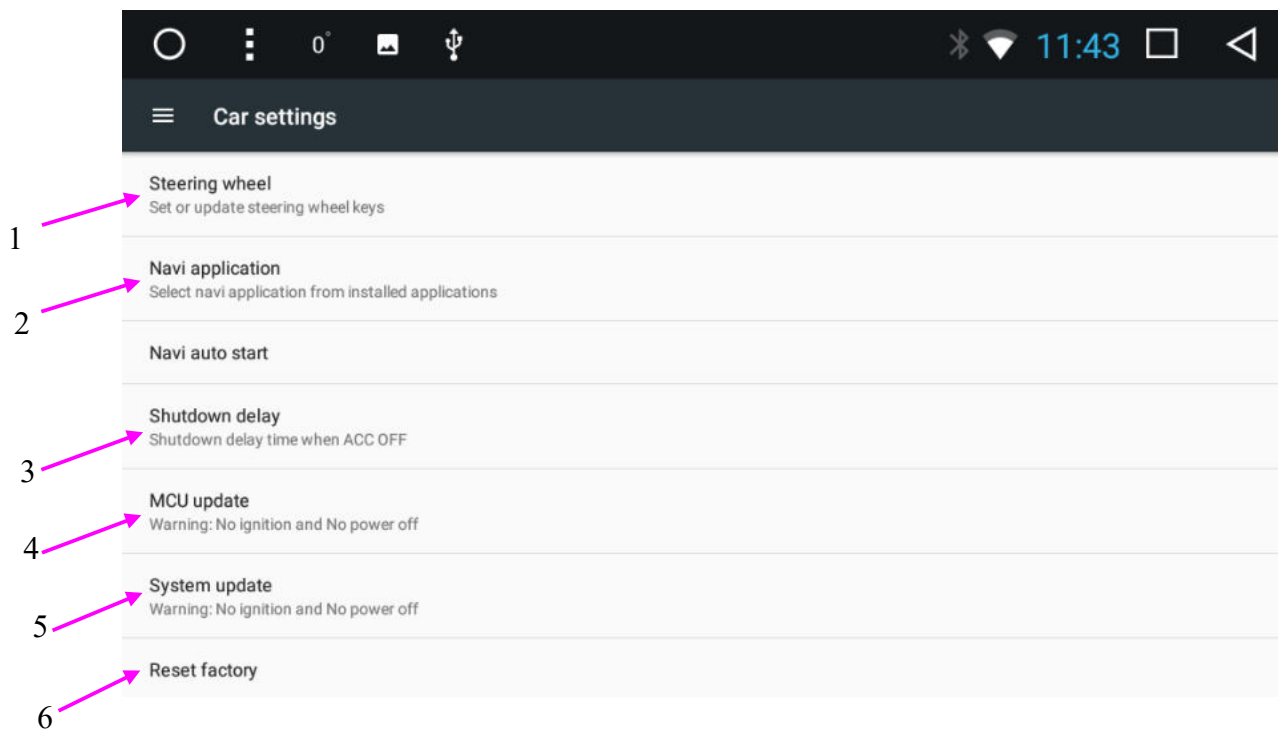 0°
11:43
Car settings
Steering wheel
Set or update steering wheel keys
1
Navi application
Select navi application from installed applications
2
Navi auto start
Shutdown delay
Shutdown delay time when ACC OFF
3
MCU update
Warning: No ignition and No power off
4
System update
Warning: No ignition and No power off
5
Reset factory
6